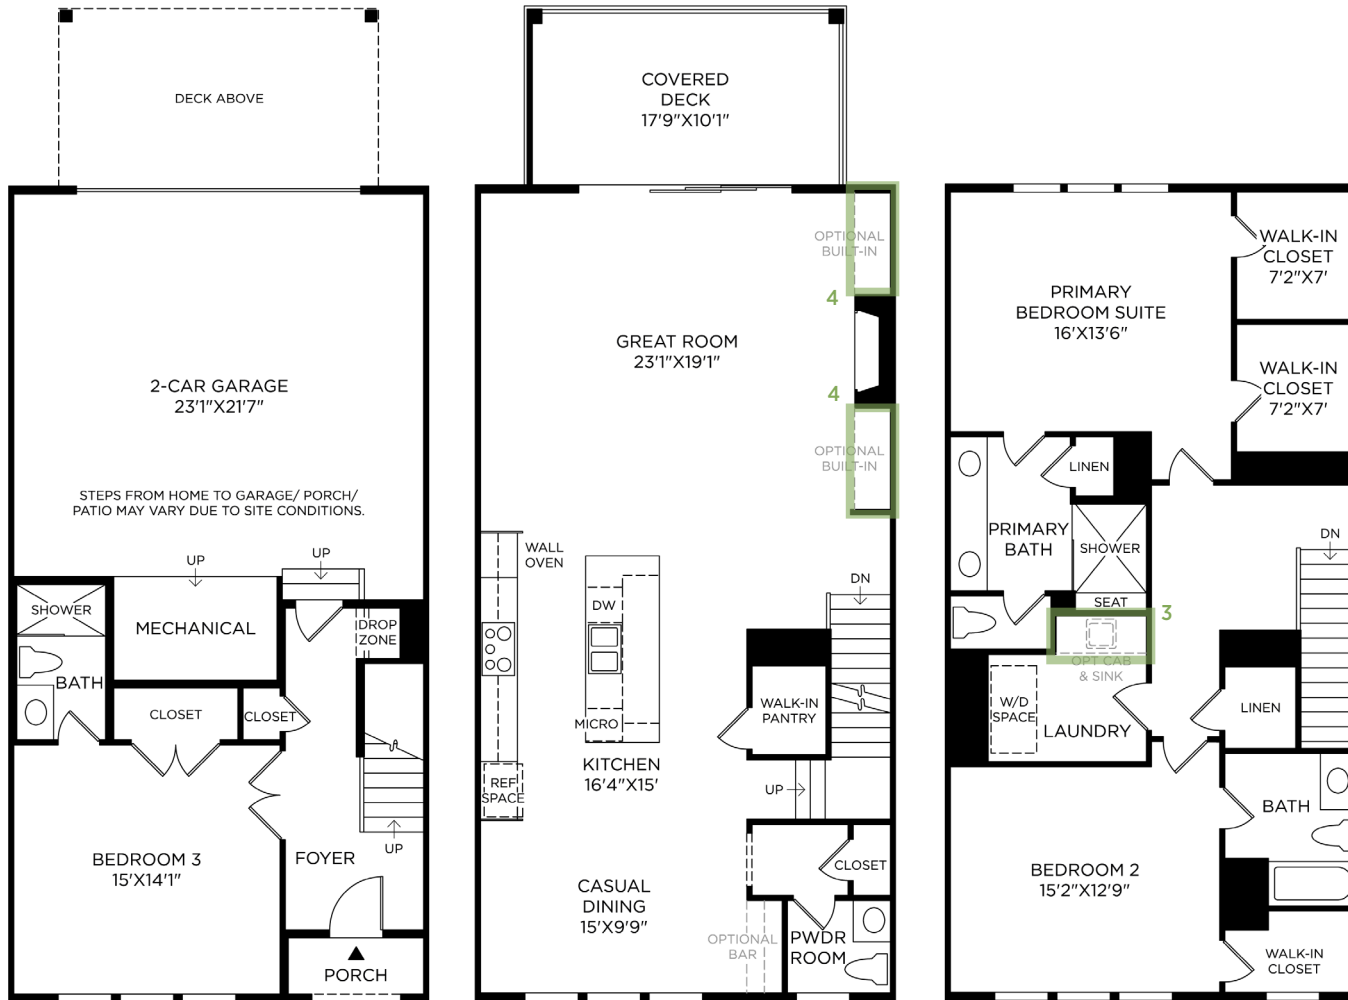 DECK ABOVE
2-CAR GARAGE
23'1"X21'7"
STEPS FROM HOME TO GARAGE/ PORCH/
PATIO MAY VARY DUE TO SITE CONDITIONS.
UP
UP
SHOWER
MECHANICAL
DROP
ZONE
BATH
CLOSET
CLOSET
BEDROOM 3
15'X14'1"
FOYER
UP
PORCH
COVERED
DECK
17'9"X10'1"
OPTIONAL
BUILT-IN
4
GREAT ROOM
23'1"X19'1"
4
OPTIONAL
BUILT-IN
WALL
OVEN
DW
DN
MICRO
WALK-IN
PANTRY
KITCHEN
16'4"X15'
REF
SPACE
UP
CASUAL
DINING
15'X9'9"
CLOSET
OPTIONAL
BAR
PWDR
ROOM
PRIMARY
BEDROOM SUITE
16'X13'6"
WALK-IN
CLOSET
7'2"X7'
WALK-IN
CLOSET
7'2"X7'
LINEN
PRIMARY
BATH
SHOWER
SEAT
3
DN
OPT CAB
& SINK
W/D
SPACE
LAUNDRY
LINEN
BEDROOM 2
15'2"X12'9"
BATH
WALK-IN
CLOSET